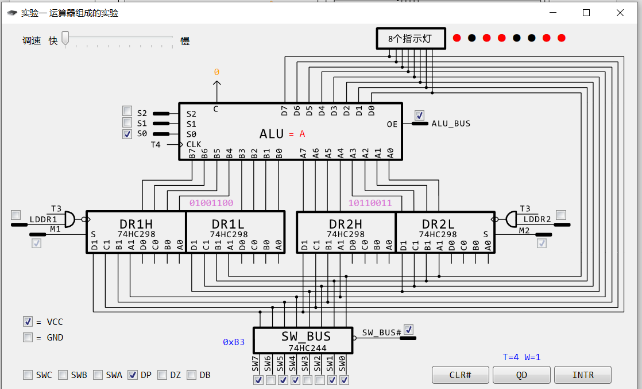 实验一 运算器组成的实验
调速 快 慢
8个指示灯
0
C
D7 D6 D5 D4 D3 D2 D1 D0
S2 S2
S1 S1
S0 S0
T4 CLK
ALU = A
OE ALU_BUS
B7 B6 B5 B4 B3 B2 B1 B0 A7 A6 A5 A4 A3 A2 A1 A0
01001100 10110011
T3 T3
LDDR1 LDDR2
M1 M2
DR1H DR1L DR2H DR2L
S 74HC298 74HC298 74HC298 74HC298 S
D1 C1 B1 A1 D0 C0 B0 A0 D1 C1 B1 A1 D0 C0 B0 A0 D1 C1 B1 A1 D0 C0 B0 A0 D1 C1 B1 A1 D0 C0 B0 A0
= VCC
= GND
0xB3
SW_BUS
74HC244
SW_BUS#
SW7 SW6 SW5 SW4 SW3 SW2 SW1 SW0
T=4 W=1
SWC SWB SWA DP DZ DB
CLR# QD INTR